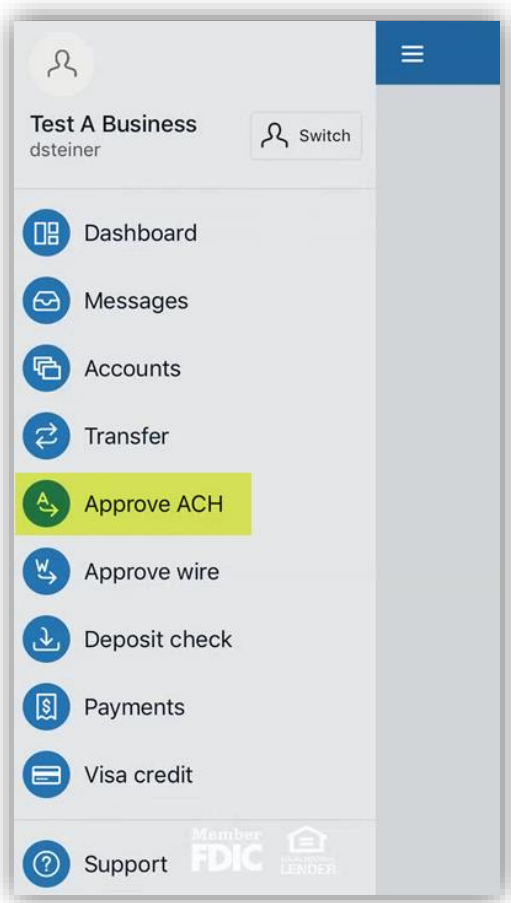 Test A Business
dsteiner
Switch
Dashboard
Messages
Accounts
Transfer
A
Approve ACH
W
Approve wire
Deposit check
$
Payments
Visa credit
?
Support
Member
FDIC
LENDER